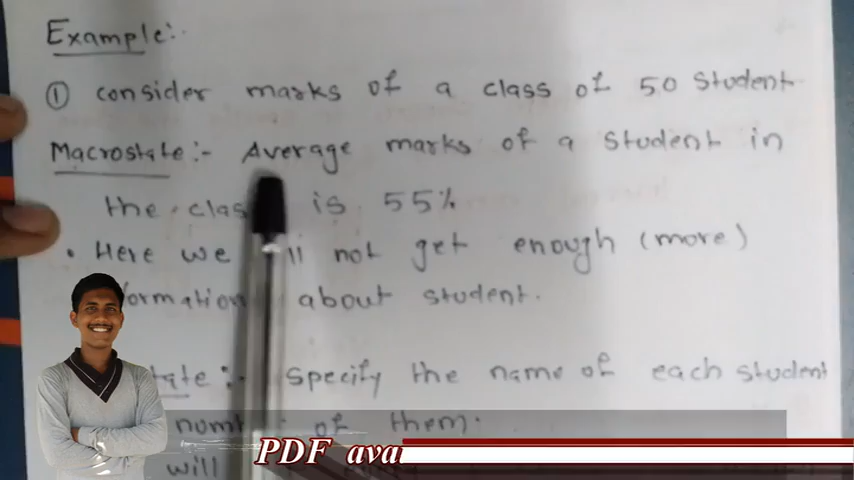 Example:-
① consider marks of a class of 50 student
Macrostate:- Average marks of a student in
the clas is 55%
• Here we ll not get enough (more)
formation about student.
tate:- specify the name of each student
num of them.
will
PDF ava